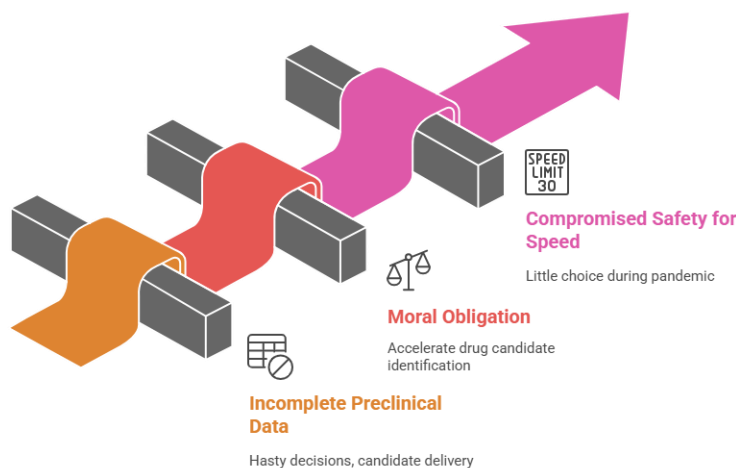 SPEED
LIMIT
30
Compromised Safety for
Speed
Little choice during pandemic
Moral Obligation
Accelerate drug candidate
identification
Incomplete Preclinical
Data
Hasty decisions, candidate delivery